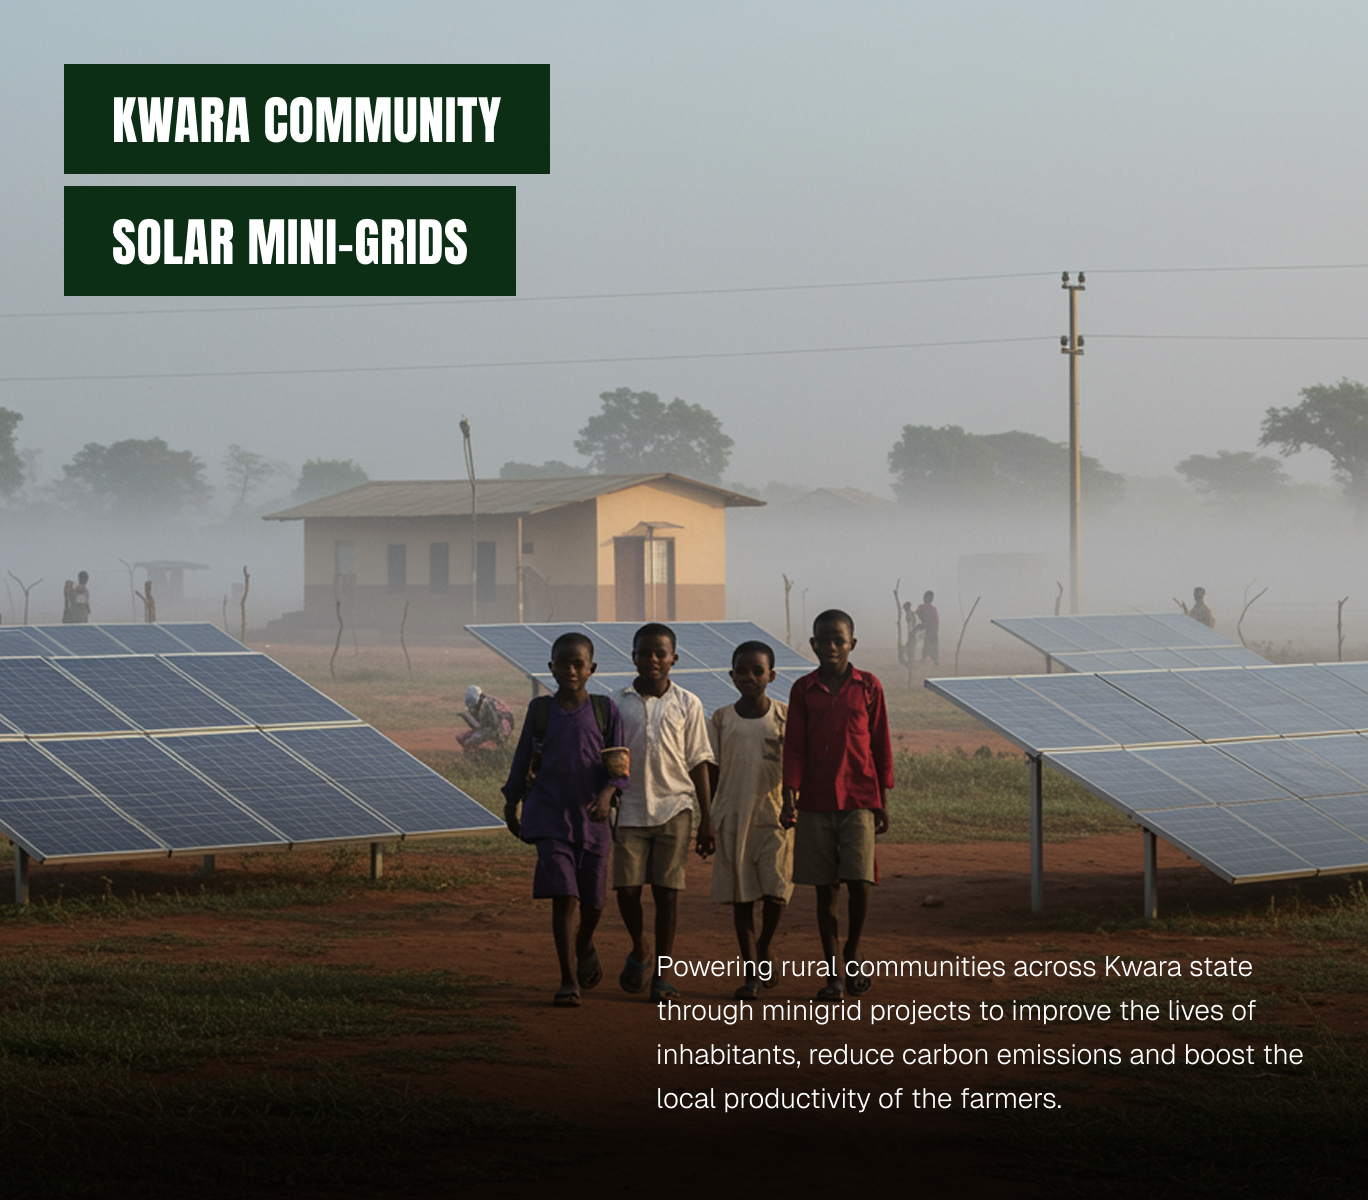 KWARA COMMUNITY
SOLAR MINI-GRIDS
Powering rural communities across Kwara state
through minigrid projects to improve the lives of
inhabitants, reduce carbon emissions and boost the
local productivity of the farmers.